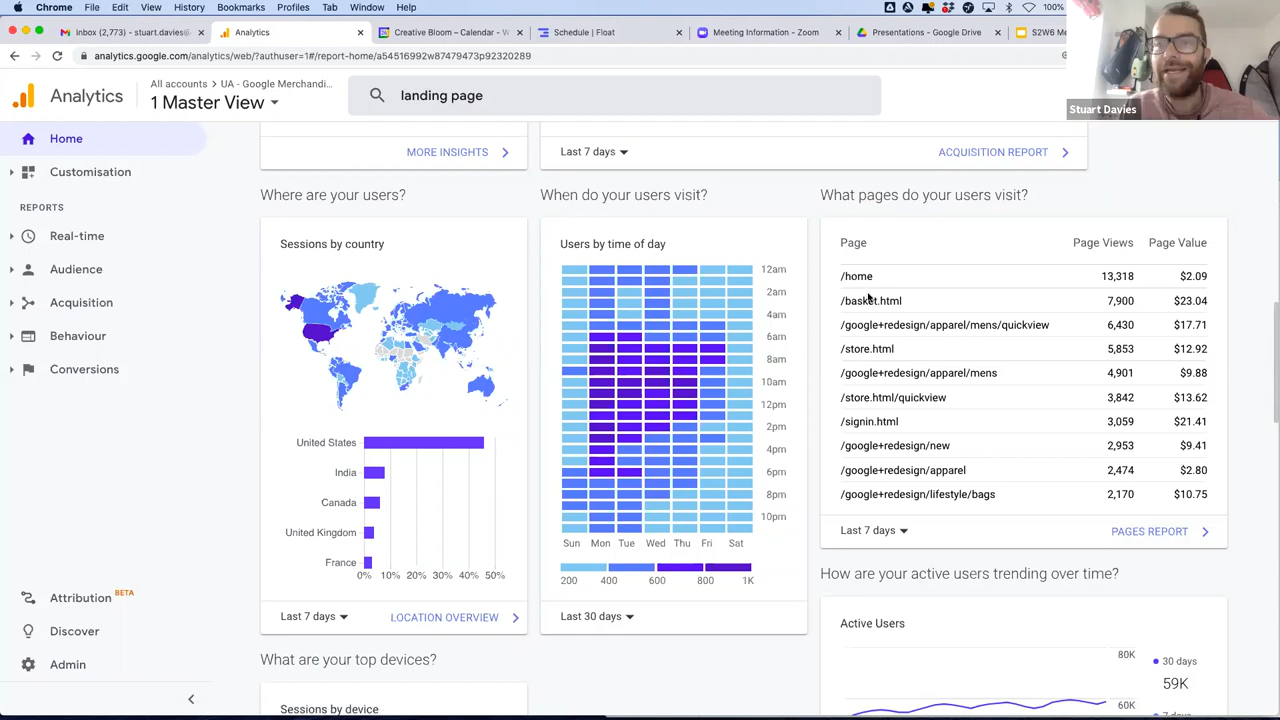 Chrome File Edit View History Bookmarks Profiles Tab Window Help 100%
Inbox (2,773) - stuart.davies@ Analytics Creative Bloom – Calendar - W Schedule | Float Meeting Information - Zoom Presentations - Google Drive S2W6 M
analytics.google.com/analytics/web/?authuser=1#/report-home/a54516992w87479473p92320289
Stuart Davies
Analytics
All accounts > UA - Google Merchandi...
1 Master View
landing page
Home
Customisation
REPORTS
Real-time
Audience
Acquisition
Behaviour
Conversions
Attribution BETA
Discover
Admin
MORE INSIGHTS
Last 7 days
ACQUISITION REPORT
Where are your users?
Sessions by country
United States
India
Canada
United Kingdom
France
0% 10% 20% 30% 40% 50%
Last 7 days
LOCATION OVERVIEW
When do your users visit?
Users by time of day
12am
2am
4am
6am
8am
10am
12pm
2pm
4pm
6pm
8pm
10pm
Sun Mon Tue Wed Thu Fri Sat
200 400 600 800 1K
Last 30 days
What pages do your users visit?
Page Page Views Page Value
/home 13,318 $2.09
/basket.html 7,900 $23.04
/google+redesign/apparel/mens/quickview 6,430 $17.71
/store.html 5,853 $12.92
/google+redesign/apparel/mens 4,901 $9.88
/store.html/quickview 3,842 $13.62
/signin.html 3,059 $21.41
/google+redesign/new 2,953 $9.41
/google+redesign/apparel 2,474 $2.80
/google+redesign/lifestyle/bags 2,170 $10.75
Last 7 days
PAGES REPORT
How are your active users trending over time?
Active Users
80K
60K
30 days
59K
7 days
What are your top devices?
Sessions by device